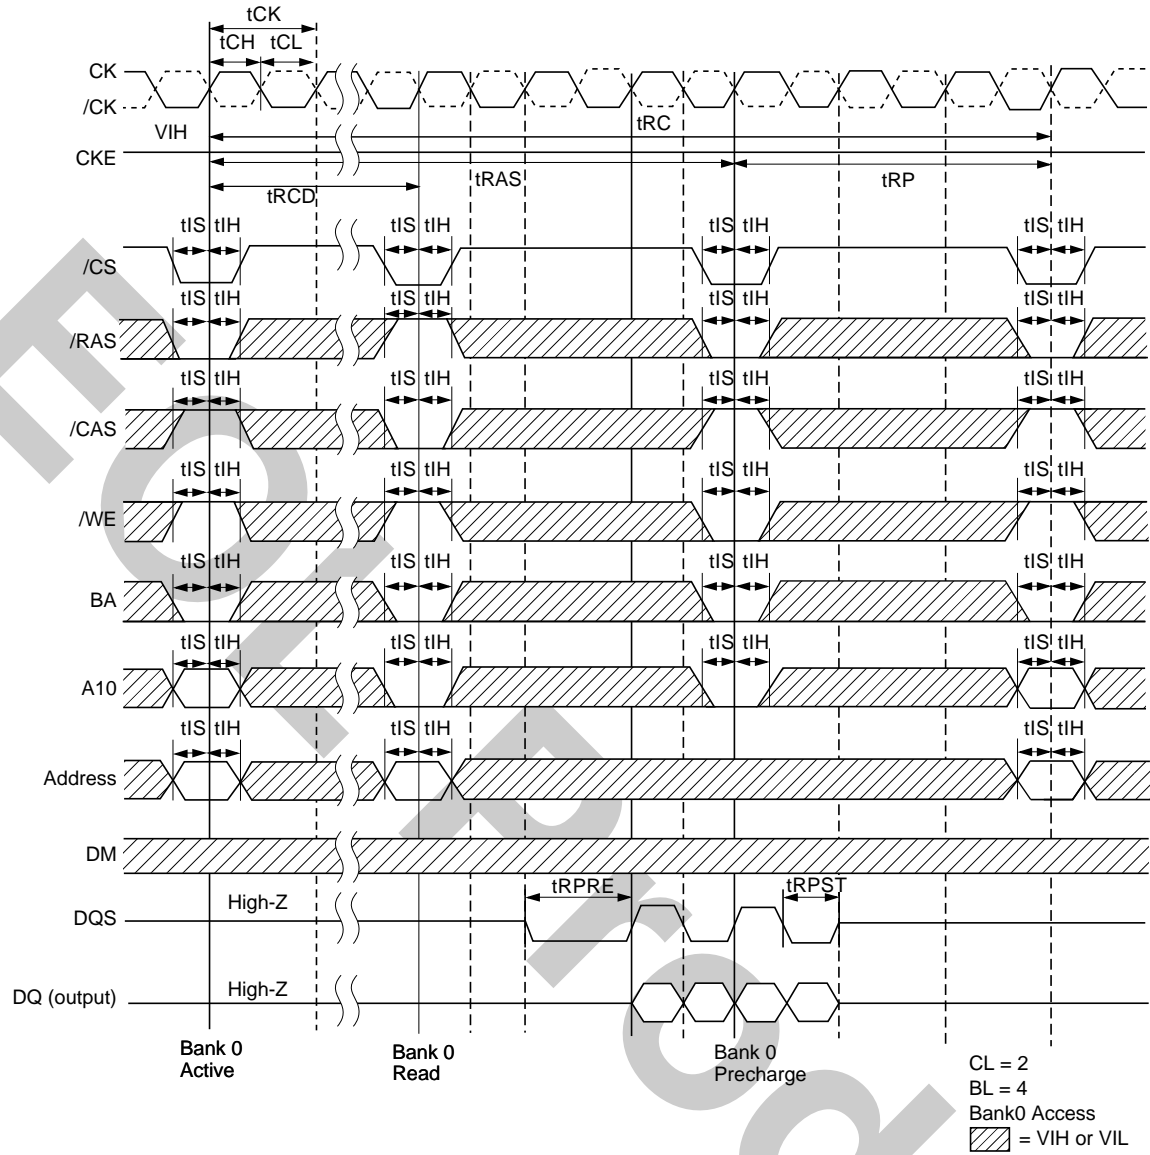 tCK
tCH tCL
CK
/CK
VIH
tRC
CKE
tRAS
tRP
tRCD
tIS tIH tIS tIH tIS tIH tIS tIH
/CS
tIS tIH tIS tIH tIS tIH tIS tIH
/RAS
tIS tIH tIS tIH tIS tIH tIS tIH
/CAS
tIS tIH tIS tIH tIS tIH tIS tIH
/WE
tIS tIH tIS tIH tIS tIH tIS tIH
BA
tIS tIH tIS tIH tIS tIH tIS tIH
A10
tIS tIH tIS tIH tIS tIH
Address
DM
tRPRE tRPST
High-Z
DQS
High-Z
DQ (output)
Bank 0
Active
Bank 0
Read
Bank 0
Precharge
CL = 2
BL = 4
Bank0 Access
= VIH or VIL
EOL Prod